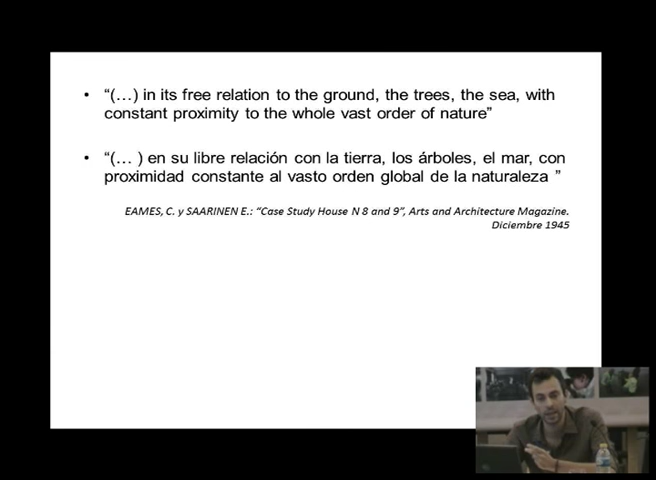 • “(…) in its free relation to the ground, the trees, the sea, with
constant proximity to the whole vast order of nature”
• “(… ) en su libre relación con la tierra, los árboles, el mar, con
proximidad constante al vasto orden global de la naturaleza ”
EAMES, C. y SAARINEN E.: “Case Study House N 8 and 9”, Arts and Architecture Magazine.
Diciembre 1945